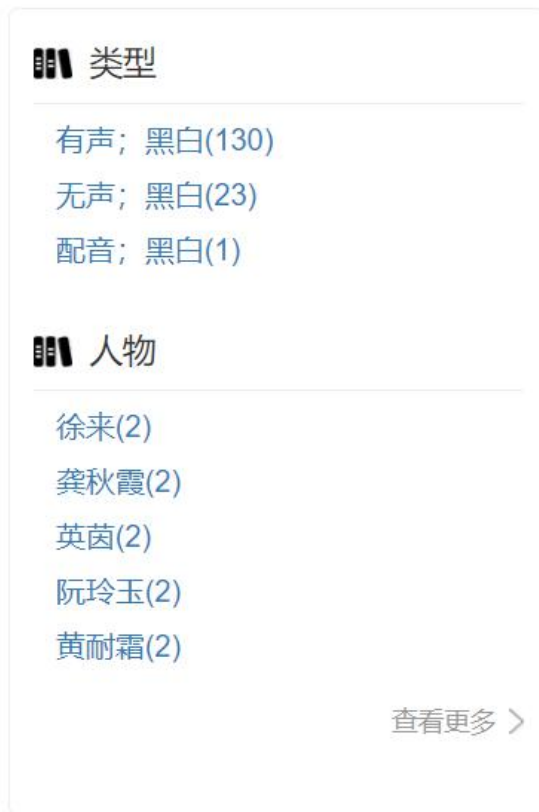 类型
有声；黑白(130)
无声；黑白(23)
配音；黑白(1)
人物
徐来(2)
龚秋霞(2)
英茵(2)
阮玲玉(2)
黄耐霜(2)
查看更多